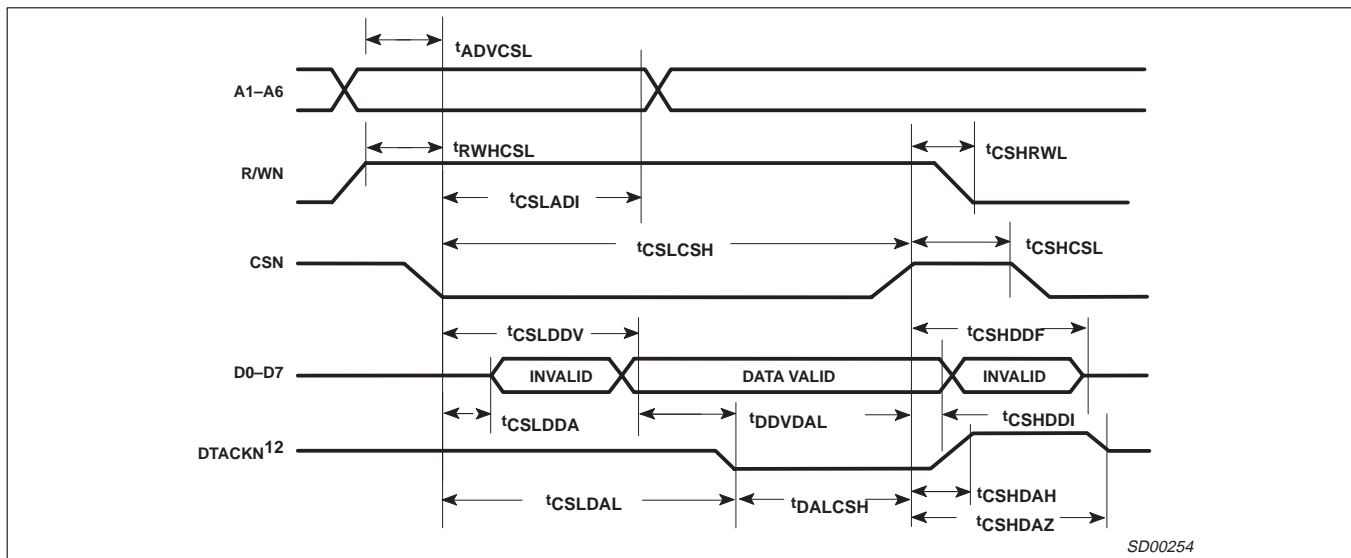 tADVCSL
A1–A6
tRWHCSL
tCSHRWL
R/WN
tCSLADI
tCSLCSH
tCSHCSL
CSN
tCSLDDV
tCSHDDF
D0–D7
INVALID
DATA VALID
INVALID
tCSLDDA
tDDVDAL
tCSHDDI
DTACKN12
tCSLDAL
tDALCSH
tCSHDAH
tCSHDAZ
SD00254